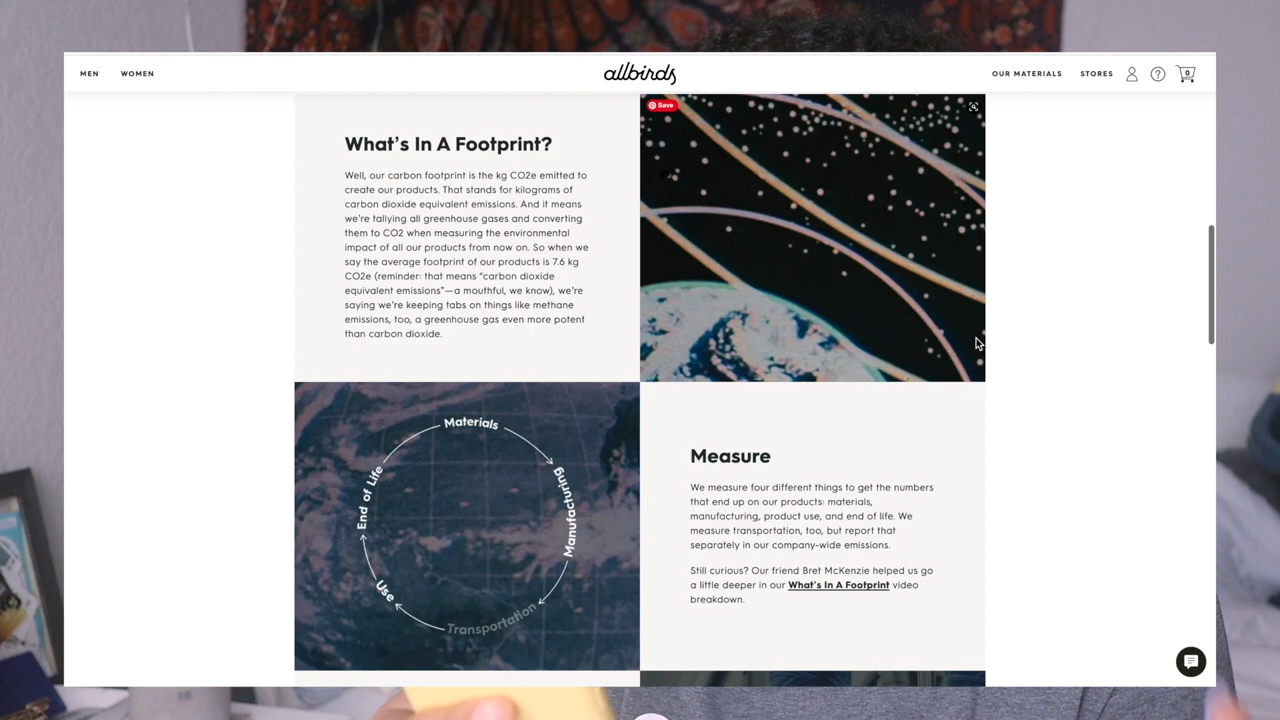 MEN WOMEN allbirds OUR MATERIALS STORES ? 0
What's In A Footprint?
Well, our carbon footprint is the kg CO2e emitted to
create our products. That stands for kilograms of
carbon dioxide equivalent emissions. And it means
we're tallying all greenhouse gases and converting
them to CO2 when measuring the environmental
impact of all our products from now on. So when we
say the average footprint of our products is 7.6 kg
CO2e (reminder: that means “carbon dioxide
equivalent emissions”—a mouthful, we know), we're
saying we're keeping tabs on things like methane
emissions, too, a greenhouse gas even more potent
than carbon dioxide.
Save
Materials
Manufacturing
Transportation
Use
End of Life
Measure
We measure four different things to get the numbers
that end up on our products: materials,
manufacturing, product use, and end of life. We
measure transportation, too, but report that
separately in our company-wide emissions.
Still curious? Our friend Bret McKenzie helped us go
a little deeper in our What's In A Footprint video
breakdown.